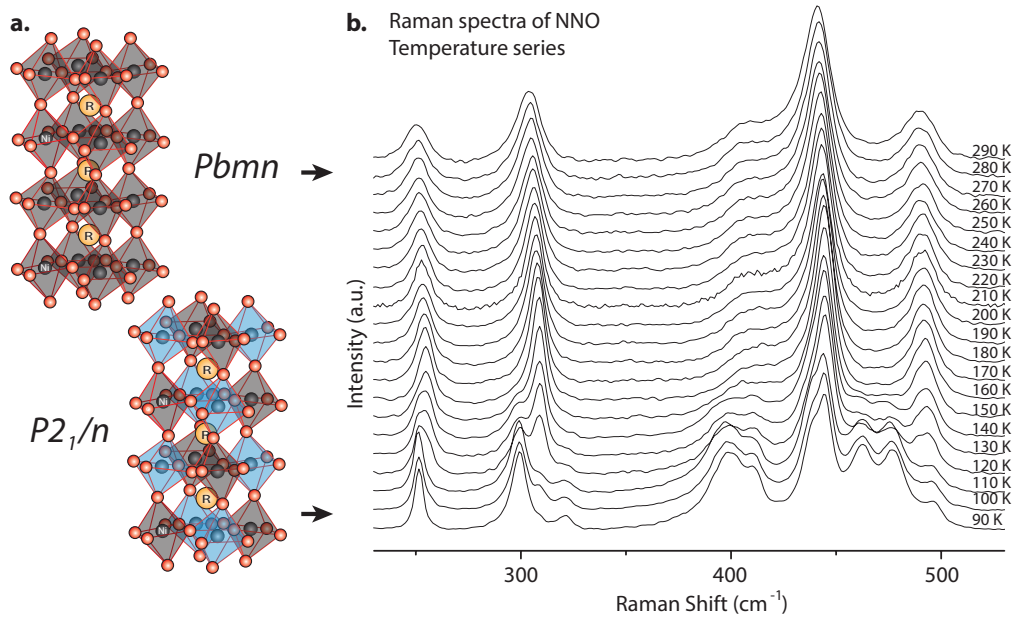 a.
R
Ni
R
Pbmn
R
Ni
R
Ni
P2₁/n
R
R
Ni
b. Raman spectra of NNO
Temperature series
290 K
280 K
270 K
260 K
250 K
240 K
230 K
220 K
210 K
200 K
190 K
180 K
170 K
160 K
150 K
140 K
130 K
120 K
110 K
100 K
90 K
Intensity (a.u.)
300
400
500
Raman Shift (cm⁻¹)